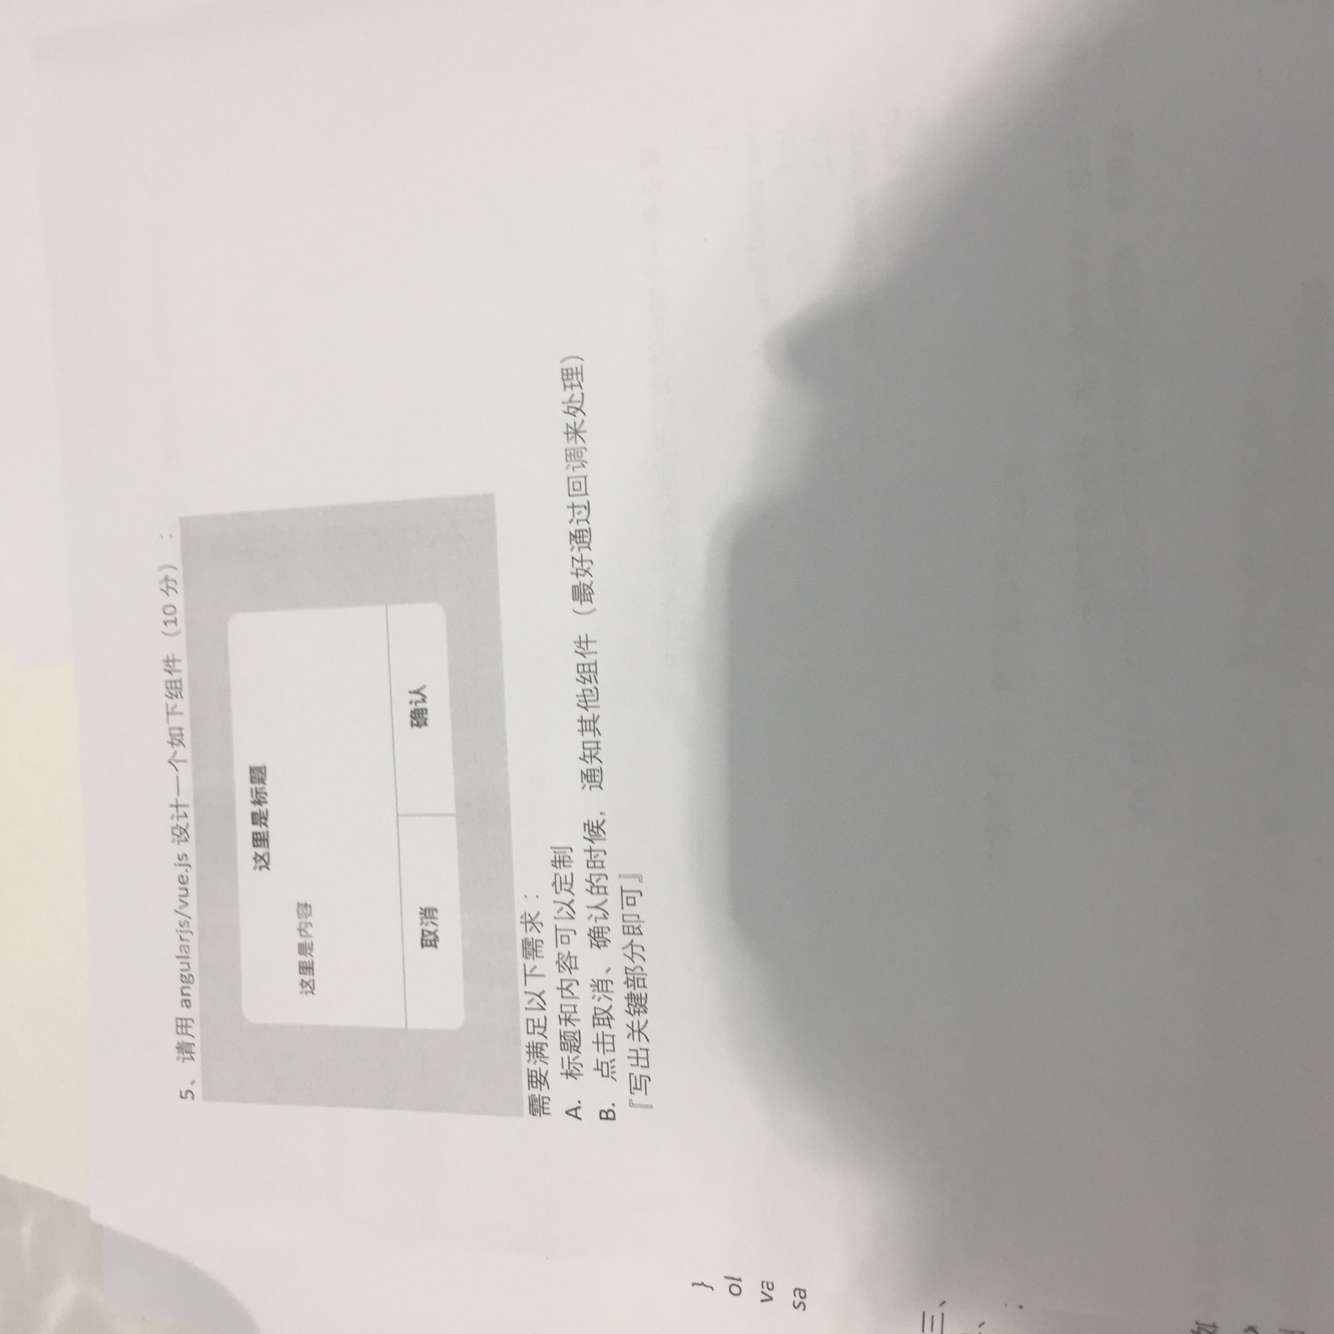 5、请用 angularjs/vue.js 设计一个如下组件（10 分）：
这里是标题
这里是内容
取消 确认
需要满足以下需求：
A. 标题和内容可以定制
B. 点击取消、确认的时候，通知其他组件（最好通过回调来处理）
『写出关键部分即可』
}
ol
va
sa
三、